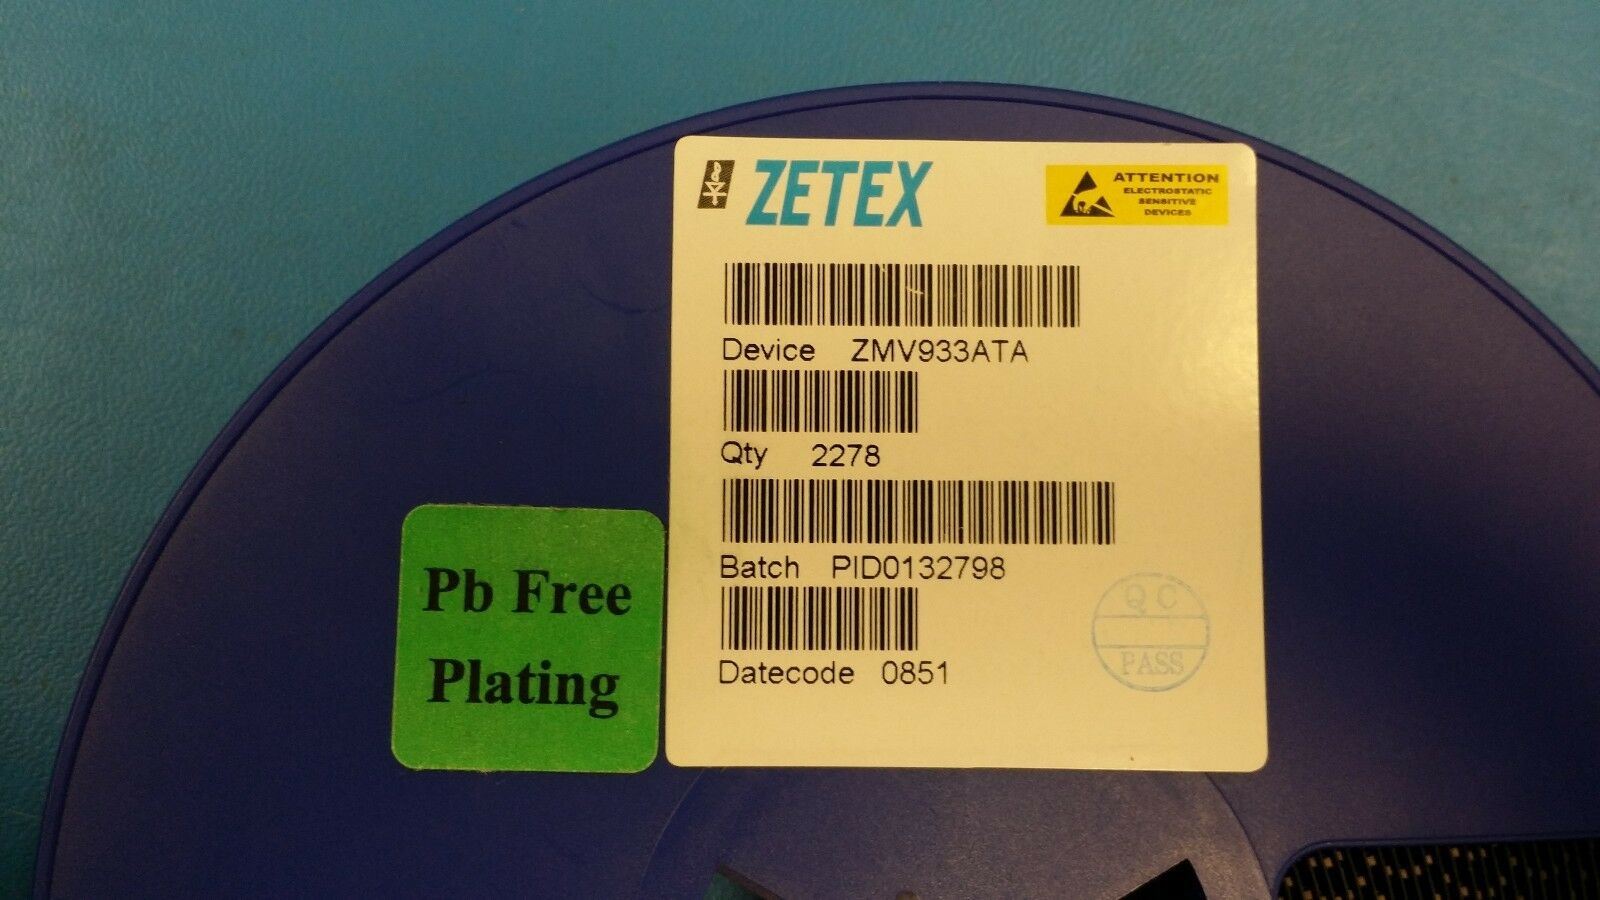 ZETEX
ATTENTION
ELECTROSTATIC
SENSITIVE
DEVICES
Device ZMV933ATA
Qty 2278
Batch PID0132798
Datecode 0851
QC
PASS
Pb Free
Plating